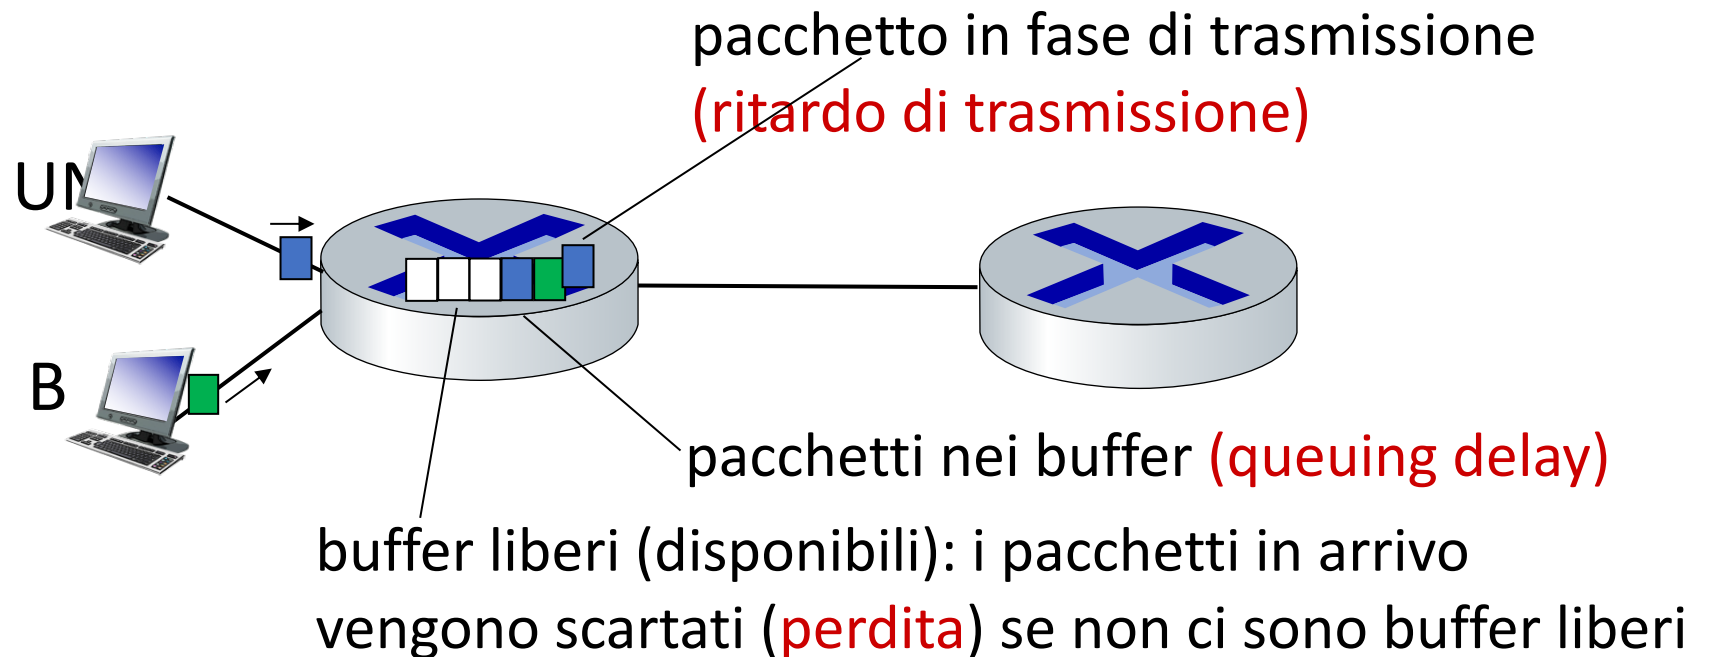 pacchetto in fase di trasmissione
(ritardo di trasmissione)
UN
B
pacchetti nei buffer (queuing delay)
buffer liberi (disponibili): i pacchetti in arrivo
vengono scartati (perdita) se non ci sono buffer liberi